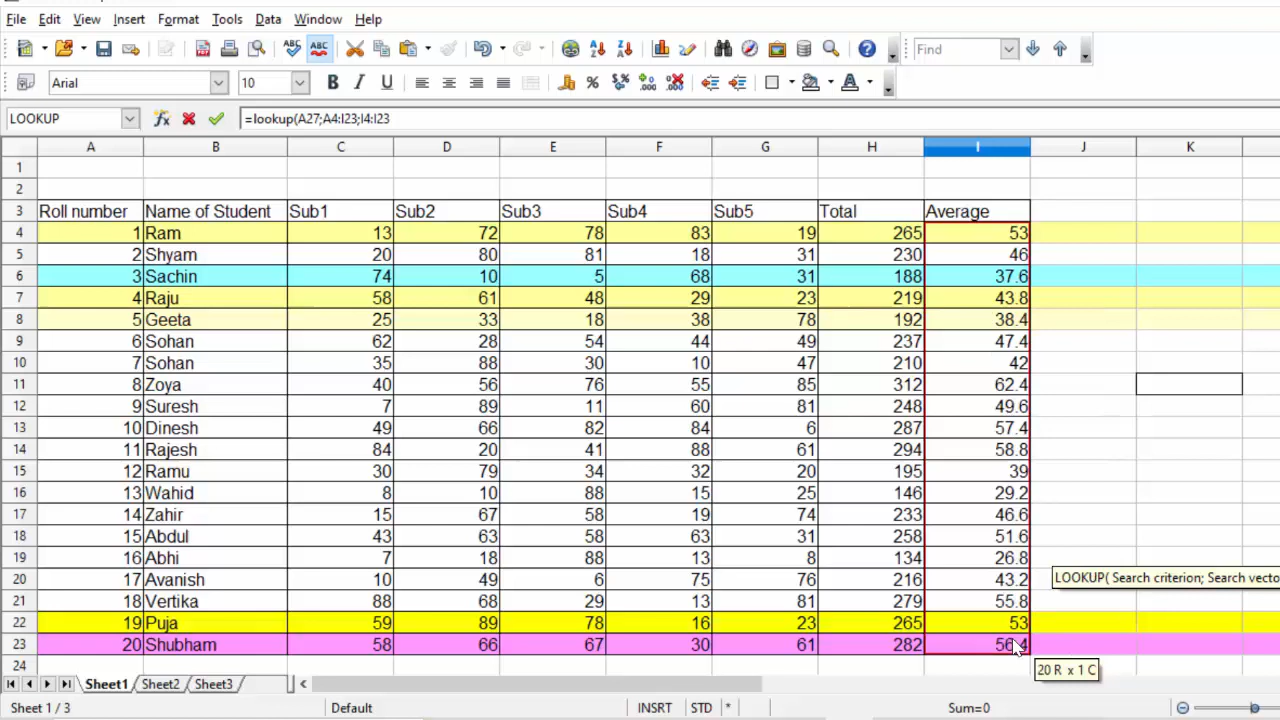 File Edit View Insert Format Tools Data Window Help
ABC ABC Find
Arial 10 B I U
LOOKUP =lookup(A27;A4:I23;I4:I23
A B C D E F G H I J K
1
2
3 Roll number Name of Student Sub1 Sub2 Sub3 Sub4 Sub5 Total Average
4 1 Ram 13 72 78 83 19 265 53
5 2 Shyam 20 80 81 18 31 230 46
6 3 Sachin 74 10 5 68 31 188 37.6
7 4 Raju 58 61 48 29 23 219 43.8
8 5 Geeta 25 33 18 38 78 192 38.4
9 6 Sohan 62 28 54 44 49 237 47.4
10 7 Sohan 35 88 30 10 47 210 42
11 8 Zoya 40 56 76 55 85 312 62.4
12 9 Suresh 7 89 11 60 81 248 49.6
13 10 Dinesh 49 66 82 84 6 287 57.4
14 11 Rajesh 84 20 41 88 61 294 58.8
15 12 Ramu 30 79 34 32 20 195 39
16 13 Wahid 8 10 88 15 25 146 29.2
17 14 Zahir 15 67 58 19 74 233 46.6
18 15 Abdul 43 63 58 63 31 258 51.6
19 16 Abhi 7 18 88 13 8 134 26.8
20 17 Avanish 10 49 6 75 76 216 43.2
LOOKUP( Search criterion; Search vecto
21 18 Vertika 88 68 29 13 81 279 55.8
22 19 Puja 59 89 78 16 23 265 53
23 20 Shubham 58 66 67 30 61 282 56.4
24
20 R x 1 C
Sheet1 Sheet2 Sheet3
Sheet 1 / 3 Default INSRT STD * Sum=0